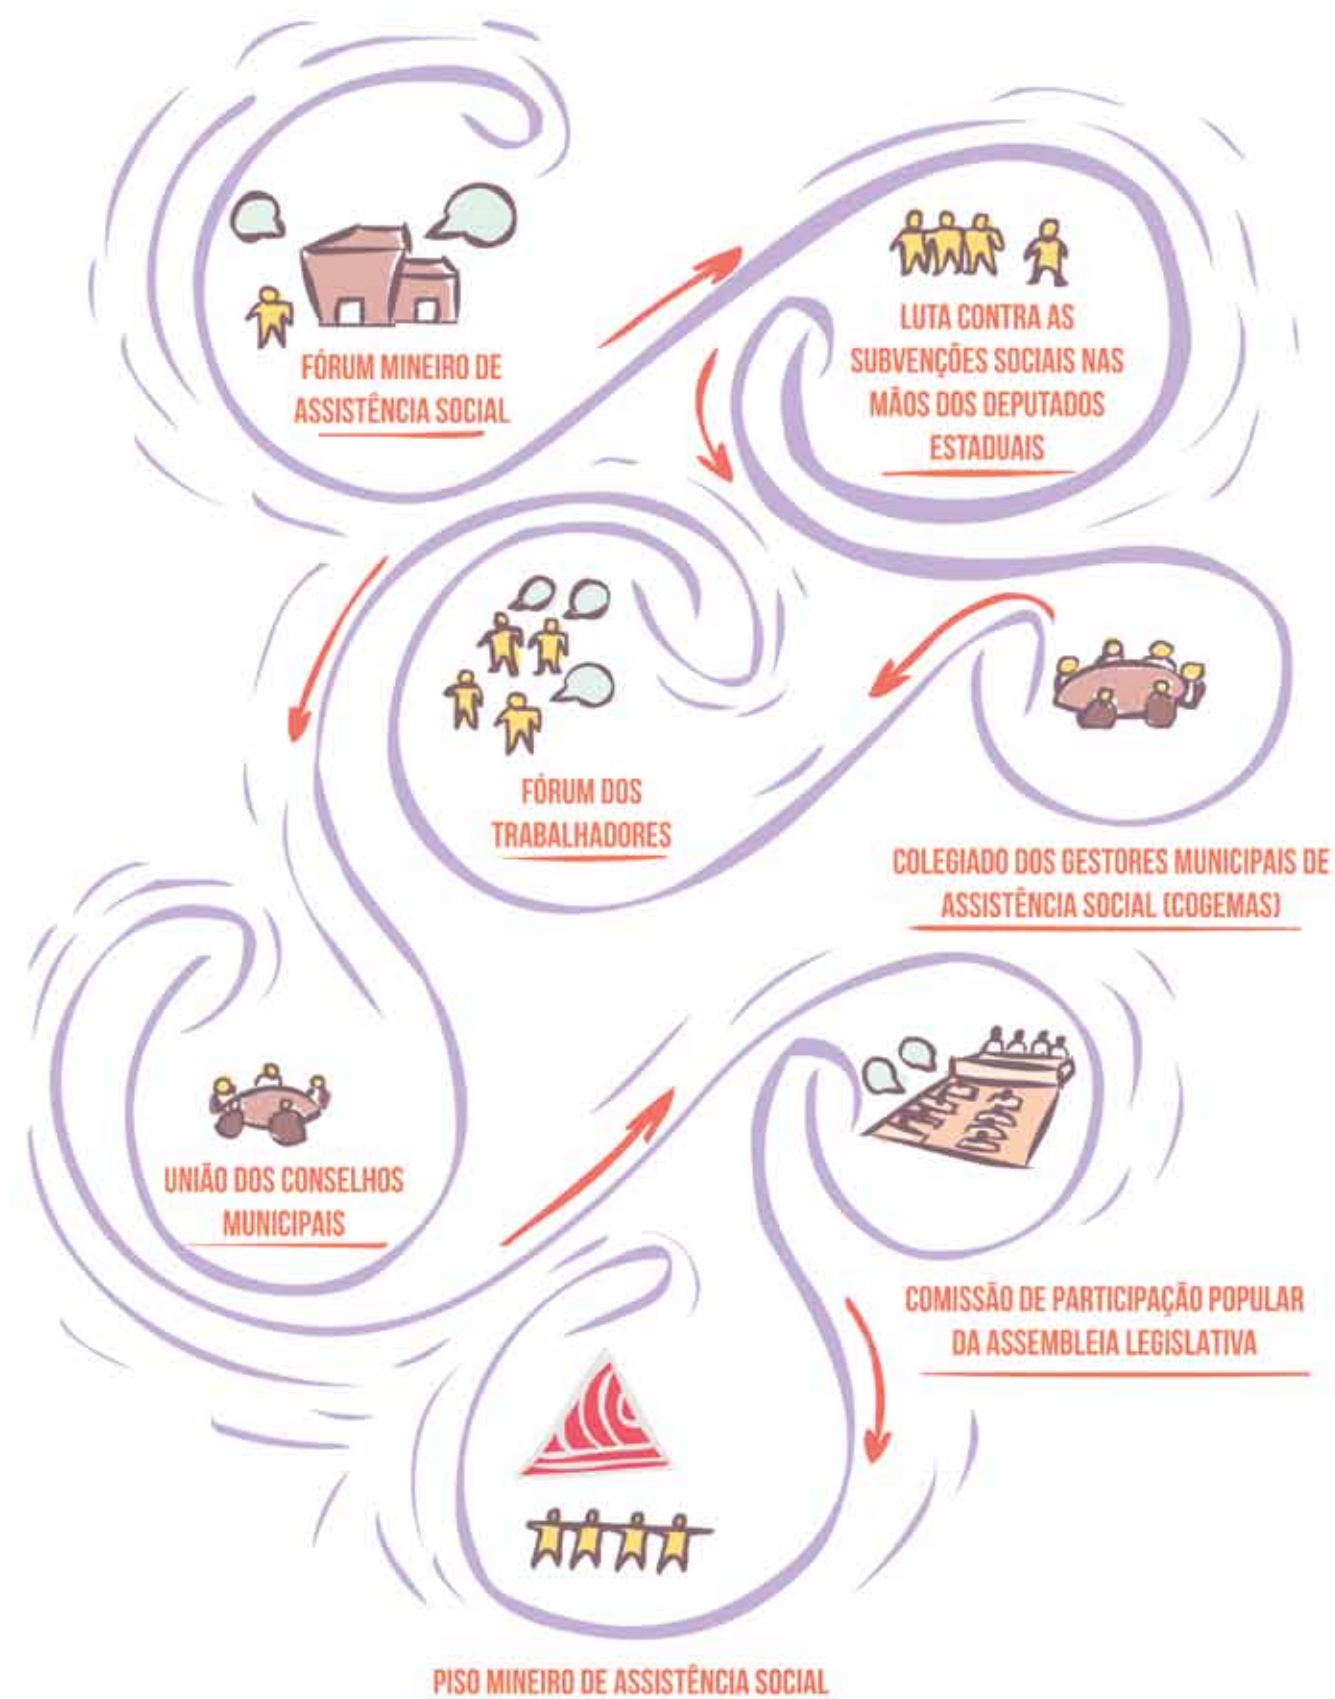 FÓRUM MINEIRO DE
ASSISTÊNCIA SOCIAL
LUTA CONTRA AS
SUBVENÇÕES SOCIAIS NAS
MÃOS DOS DEPUTADOS
ESTADUAIS
COLEGIADO DOS GESTORES MUNICIPAIS DE
ASSISTÊNCIA SOCIAL (COGEMAS)
FÓRUM DOS
TRABALHADORES
UNIÃO DOS CONSELHOS
MUNICIPAIS
COMISSÃO DE PARTICIPAÇÃO POPULAR
DA ASSEMBLEIA LEGISLATIVA
PISO MINEIRO DE ASSISTÊNCIA SOCIAL